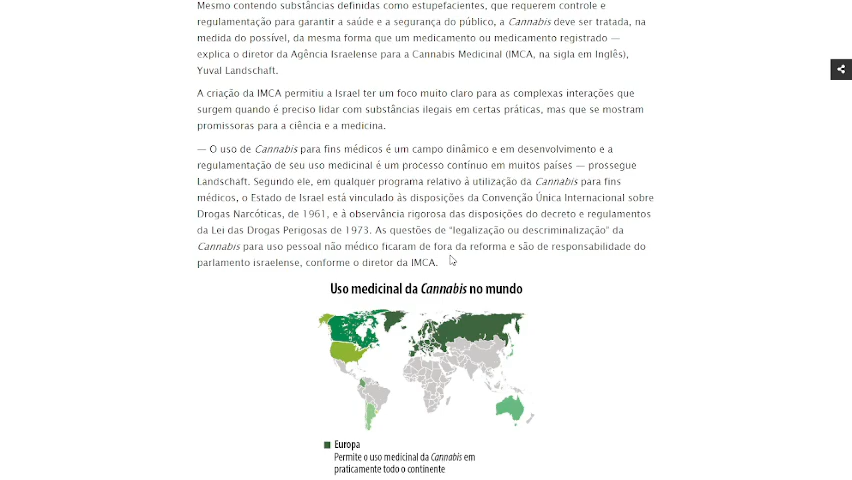 Mesmo contendo substâncias definidas como estupefacientes, que requerem controle e
regulamentação para garantir a saúde e a segurança do público, a Cannabis deve ser tratada, na
medida do possível, da mesma forma que um medicamento ou medicamento registrado —
explica o diretor da Agência Israelense para a Cannabis Medicinal (IMCA, na sigla em Inglês),
Yuval Landschaft.
A criação da IMCA permitiu a Israel ter um foco muito claro para as complexas interações que
surgem quando é preciso lidar com substâncias ilegais em certas práticas, mas que se mostram
promissoras para a ciência e a medicina.
— O uso de Cannabis para fins médicos é um campo dinâmico e em desenvolvimento e a
regulamentação de seu uso medicinal é um processo contínuo em muitos países — prossegue
Landschaft. Segundo ele, em qualquer programa relativo à utilização da Cannabis para fins
médicos, o Estado de Israel está vinculado às disposições da Convenção Única Internacional sobre
Drogas Narcóticas, de 1961, e à observância rigorosa das disposições do decreto e regulamentos
da Lei das Drogas Perigosas de 1973. As questões de "legalização ou descriminalização" da
Cannabis para uso pessoal não médico ficaram de fora da reforma e são de responsabilidade do
parlamento israelense, conforme o diretor da IMCA.
Uso medicinal da Cannabis no mundo
Europa
Permite o uso medicinal da Cannabis em
praticamente todo o continente